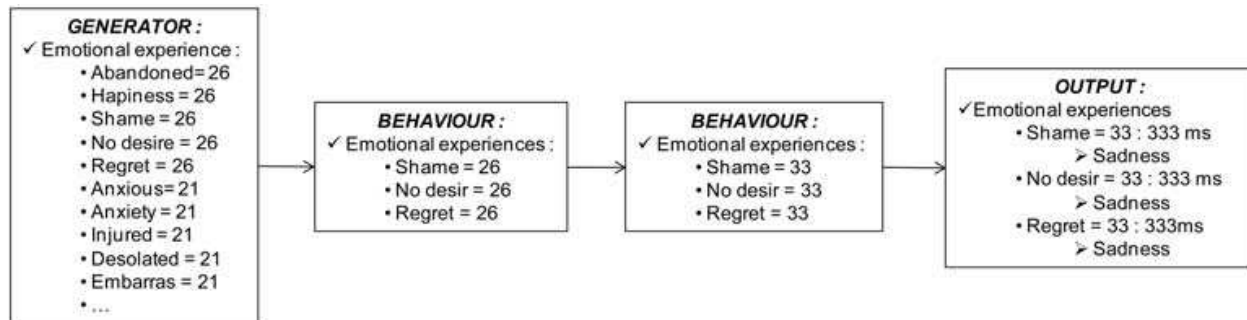 GENERATOR :
✓ Emotional experience :
• Abandoned= 26
• Hapiness = 26
• Shame = 26
• No desire = 26
• Regret = 26
• Anxious= 21
• Anxiety = 21
• Injured = 21
• Desolated = 21
• Embarras = 21
• ...
BEHAVIOUR :
✓ Emotional experiences :
• Shame = 26
• No desir = 26
• Regret = 26
BEHAVIOUR :
✓ Emotional experiences :
• Shame = 33
• No desir = 33
• Regret = 33
OUTPUT :
✓Emotional experiences
• Shame = 33 : 333 ms
➢ Sadness
• No desir = 33 : 333 ms
➢ Sadness
• Regret = 33 : 333ms
➢ Sadness